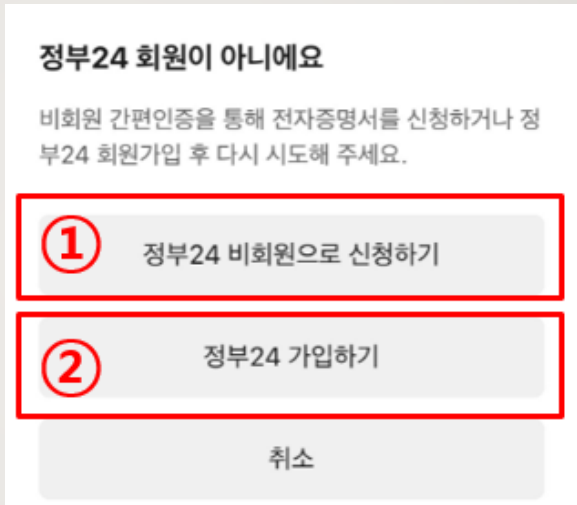 정부24 회원이 아니에요
비회원 간편인증을 통해 전자증명서를 신청하거나 정
부24 회원가입 후 다시 시도해 주세요.
① 정부24 비회원으로 신청하기
② 정부24 가입하기
취소